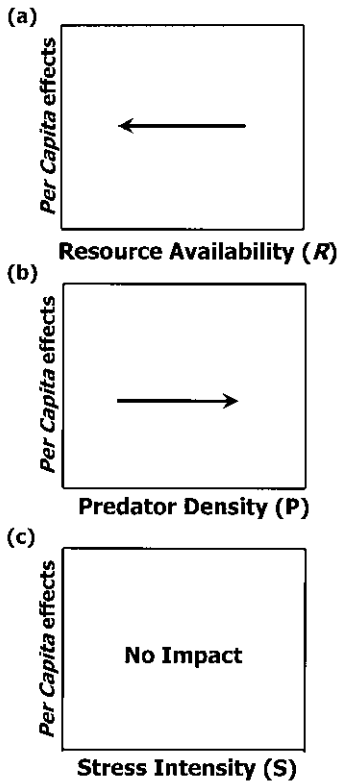 (a)
Per Capita effects
Resource Availability (R)
(b)
Per Capita effects
Predator Density (P)
(c)
Per Capita effects
No Impact
Stress Intensity (S)